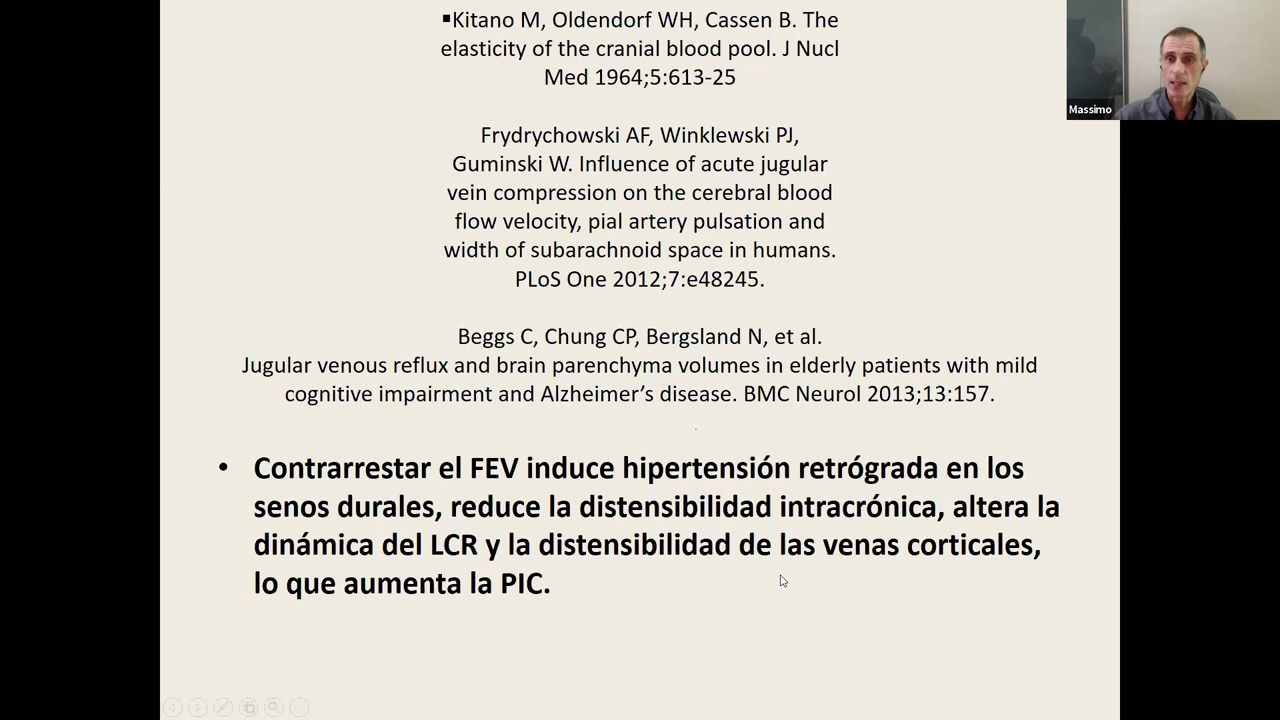 ▪Kitano M, Oldendorf WH, Cassen B. The
elasticity of the cranial blood pool. J Nucl
Med 1964;5:613-25
Frydrychowski AF, Winklewski PJ,
Guminski W. Influence of acute jugular
vein compression on the cerebral blood
flow velocity, pial artery pulsation and
width of subarachnoid space in humans.
PLoS One 2012;7:e48245.
Beggs C, Chung CP, Bergsland N, et al.
Jugular venous reflux and brain parenchyma volumes in elderly patients with mild
cognitive impairment and Alzheimer’s disease. BMC Neurol 2013;13:157.
• Contrarrestar el FEV induce hipertensión retrógrada en los
senos durales, reduce la distensibilidad intracrónica, altera la
dinámica del LCR y la distensibilidad de las venas corticales,
lo que aumenta la PIC.
Massimo